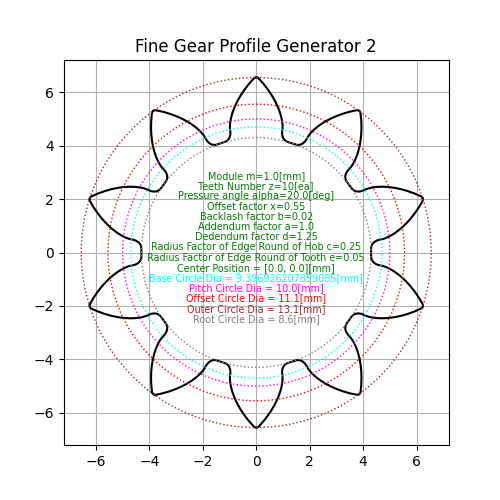 Fine Gear Profile Generator 2
6
4
2
0
−2
−4
−6
Module m=1.0[mm]
Teeth Number z=10[ea]
Pressure angle alpha=20.0[deg]
Offset factor x=0.55
Backlash factor b=0.02
Addendum factor a=1.0
Dedendum factor d=1.25
Radius Factor of Edge Round of Hob c=0.25
Radius Factor of Edge Round of Tooth e=0.05
Center Position = [0.0, 0.0][mm]
Base Circle Dia = 9.396926207859085[mm]
Pitch Circle Dia = 10.0[mm]
Offset Circle Dia = 11.1[mm]
Outer Circle Dia = 13.1[mm]
Root Circle Dia = 8.6[mm]
−6 −4 −2 0 2 4 6